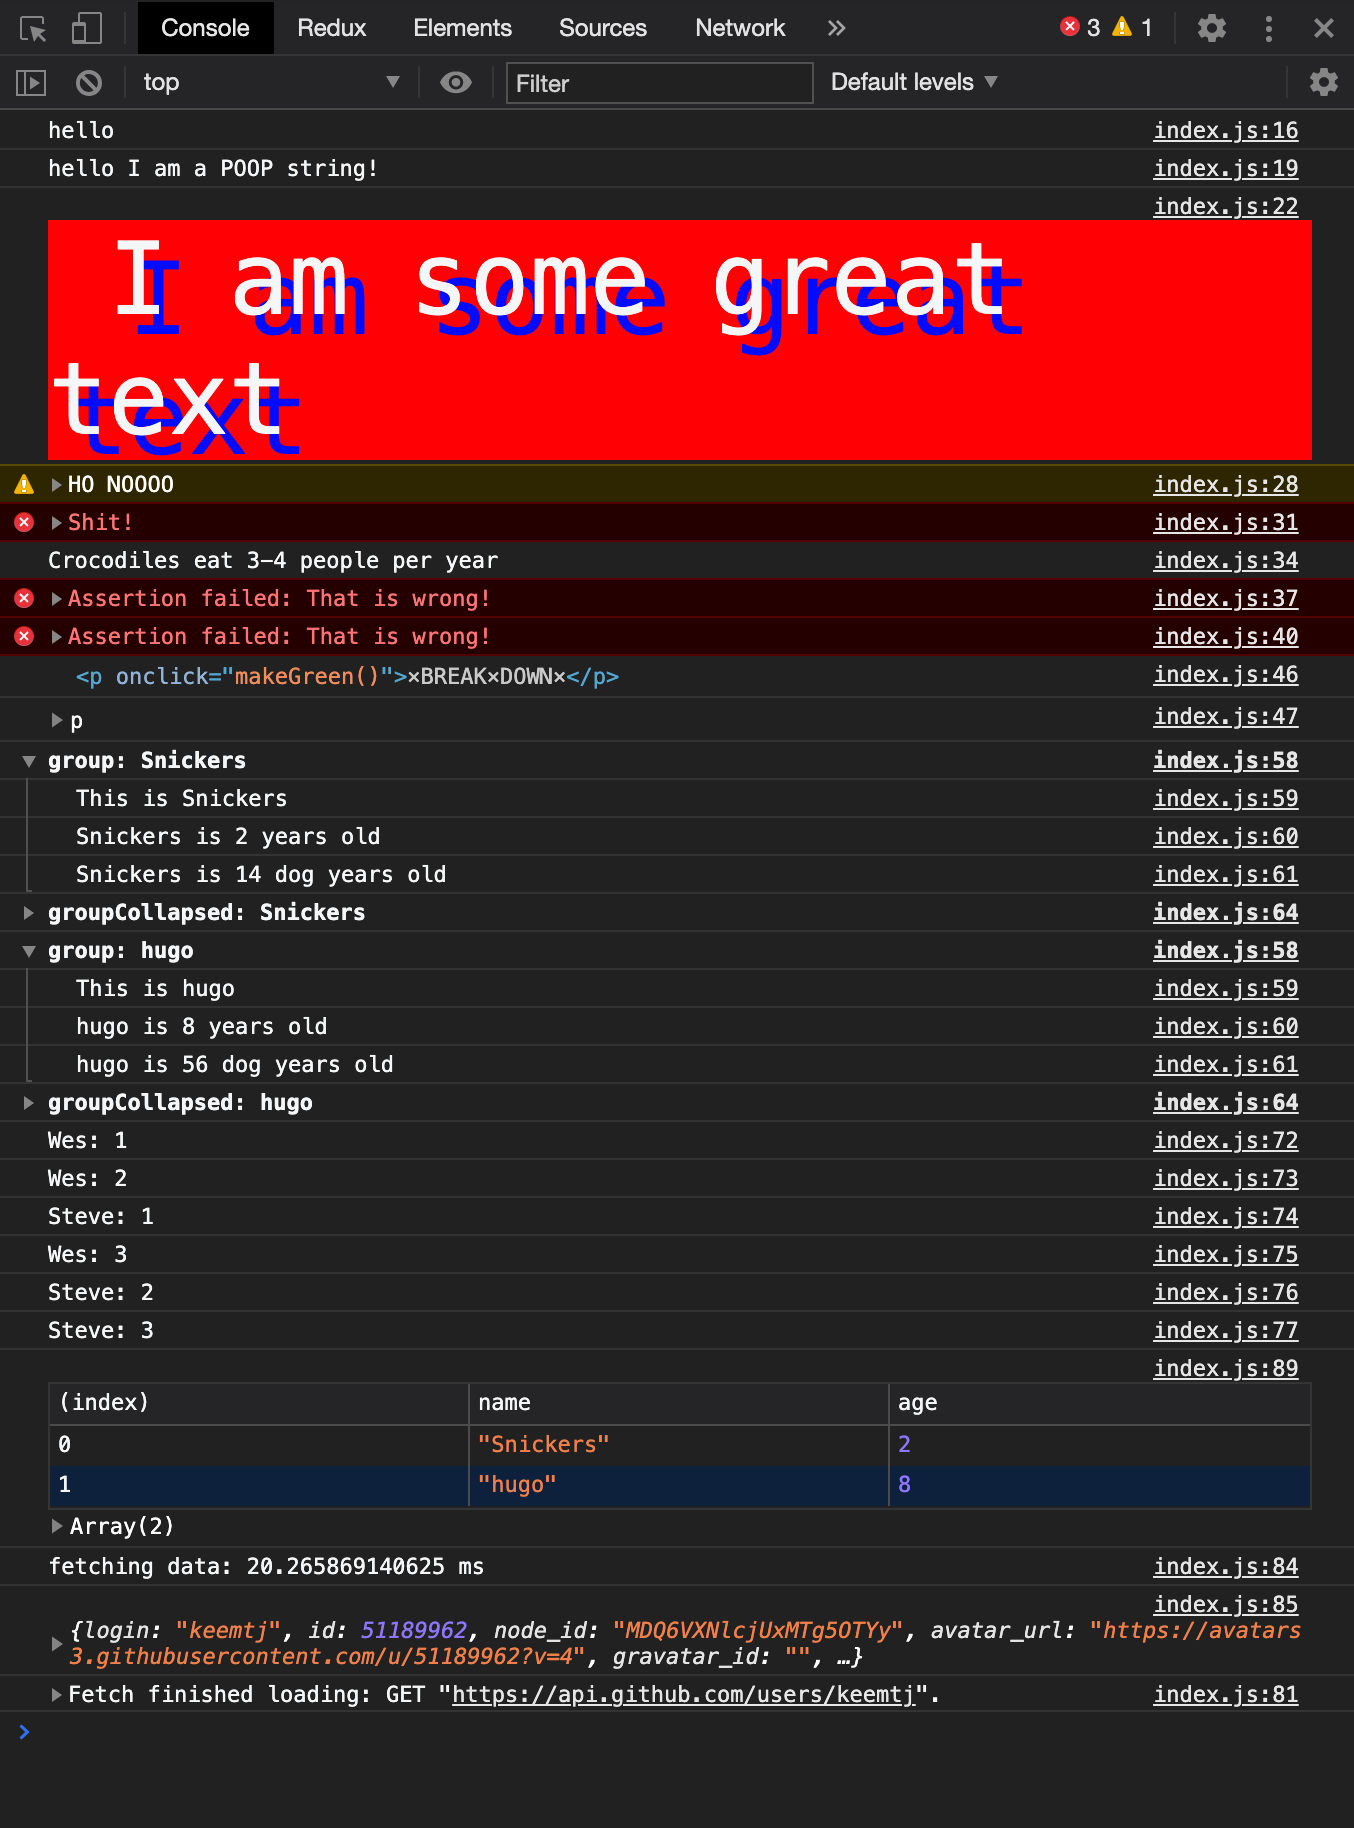 Console Redux Elements Sources Network 3 1
top Filter Default levels
hello index.js:16
hello I am a POOP string! index.js:19
index.js:22
I am some great
text
HO NOOOO index.js:28
Shit! index.js:31
Crocodiles eat 3-4 people per year index.js:34
Assertion failed: That is wrong! index.js:37
Assertion failed: That is wrong! index.js:40
<p onclick="makeGreen()">×BREAK×DOWN×</p> index.js:46
p index.js:47
group: Snickers index.js:58
This is Snickers index.js:59
Snickers is 2 years old index.js:60
Snickers is 14 dog years old index.js:61
groupCollapsed: Snickers index.js:64
group: hugo index.js:58
This is hugo index.js:59
hugo is 8 years old index.js:60
hugo is 56 dog years old index.js:61
groupCollapsed: hugo index.js:64
Wes: 1 index.js:72
Wes: 2 index.js:73
Steve: 1 index.js:74
Wes: 3 index.js:75
Steve: 2 index.js:76
Steve: 3 index.js:77
index.js:89
(index) name age
0 "Snickers" 2
1 "hugo" 8
Array(2)
fetching data: 20.265869140625 ms index.js:84
index.js:85
{login: "keemtj", id: 51189962, node_id: "MDQ6VXNlcjUxMTg5OTYy", avatar_url: "https://avatars
3.githubusercontent.com/u/51189962?v=4", gravatar_id: "", …}
Fetch finished loading: GET "https://api.github.com/users/keemtj". index.js:81